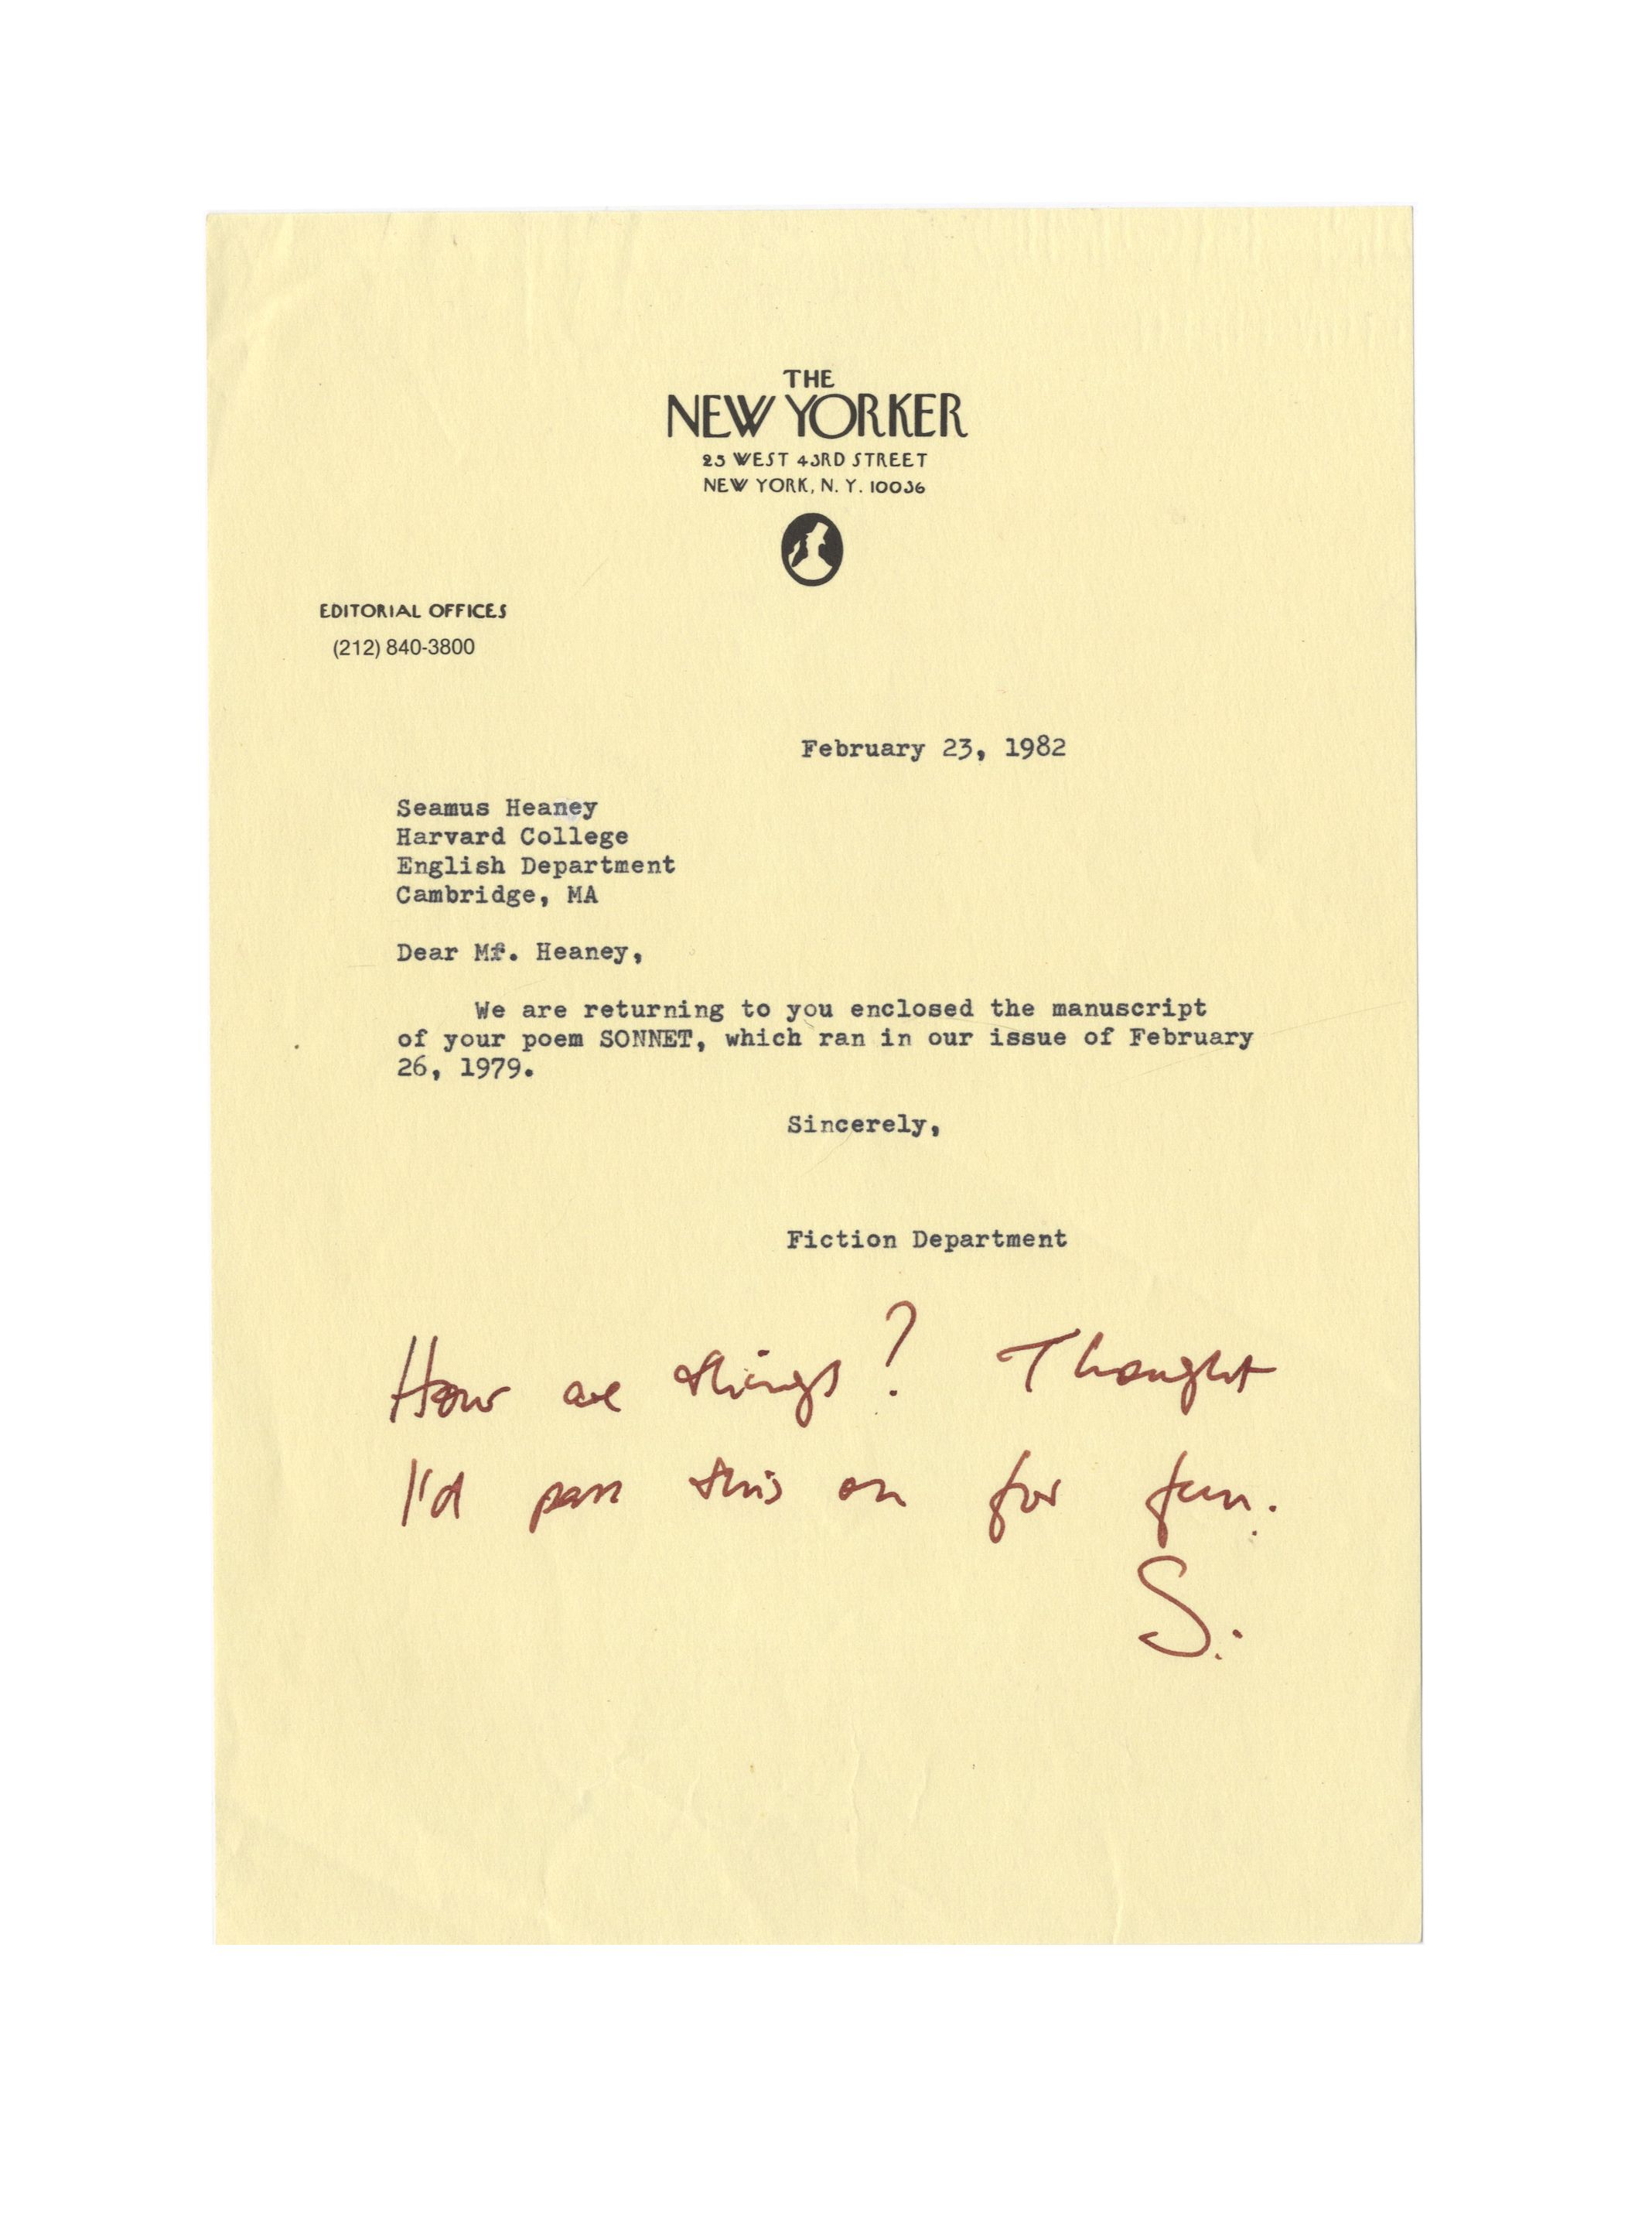 THE
NEW YORKER
25 WEST 43RD STREET
NEW YORK, N. Y. 10036
EDITORIAL OFFICES
(212) 840-3800
February 23, 1982
Seamus Heaney
Harvard College
English Department
Cambridge, MA
Dear Mr. Heaney,
We are returning to you enclosed the manuscript
of your poem SONNET, which ran in our issue of February
26, 1979.
Sincerely,
Fiction Department
How are things? Thought
I'd pass this on for fun.
S.